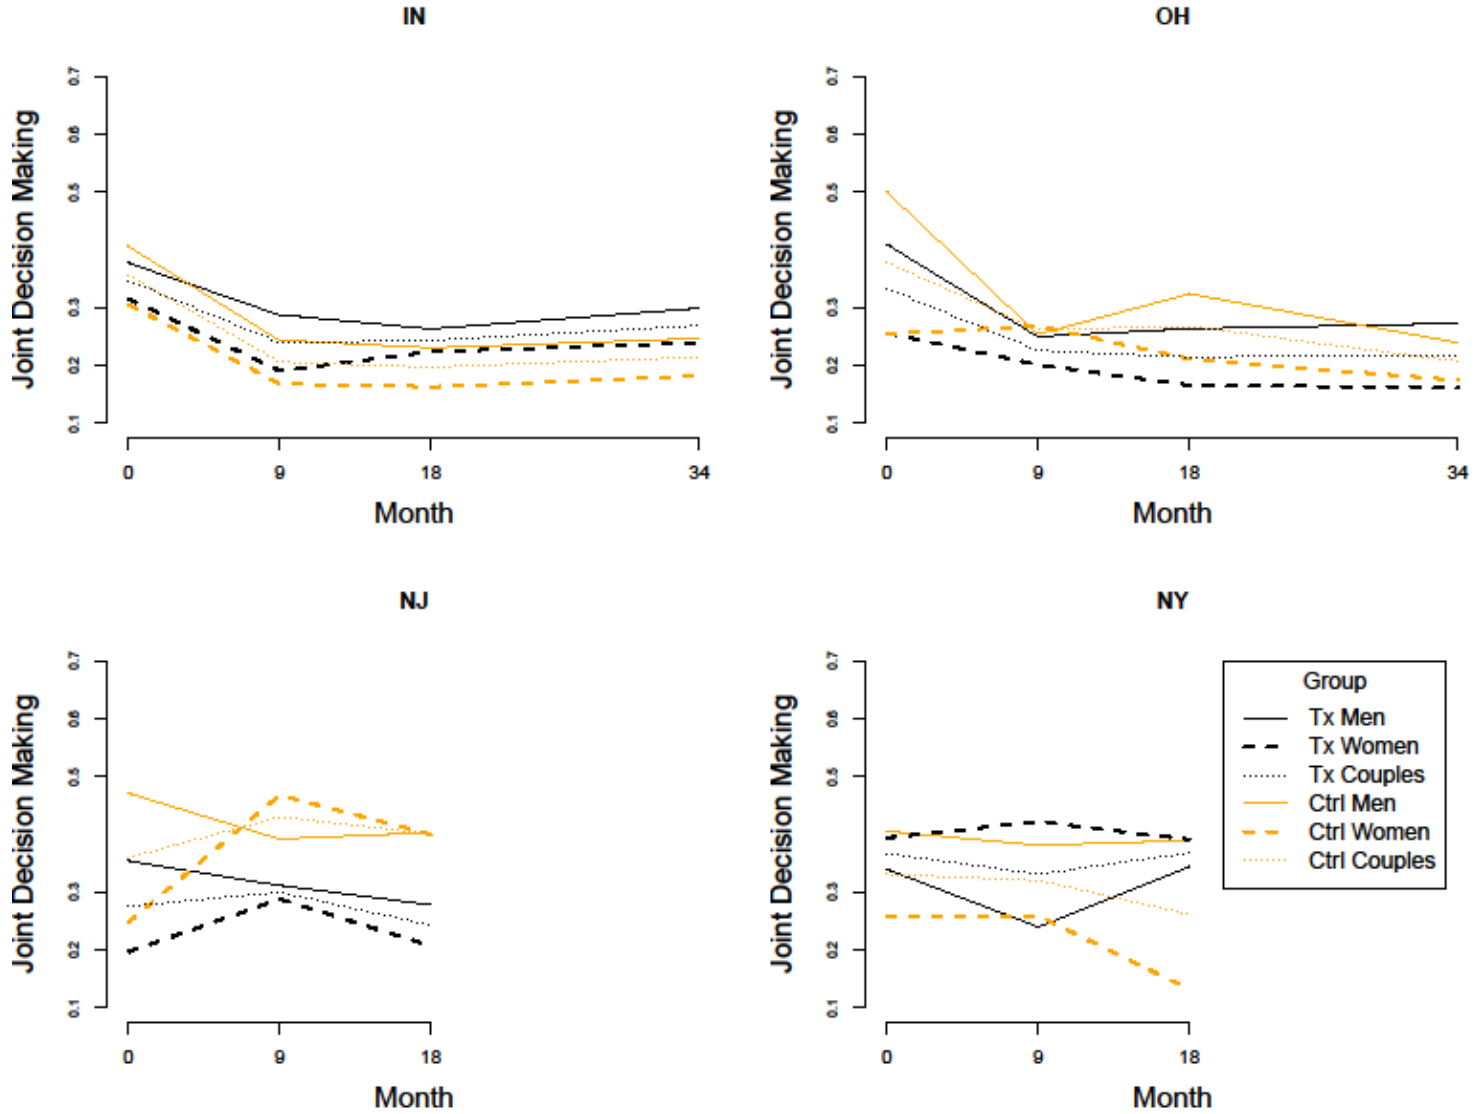 IN
Joint Decision Making
0.7
0.6
0.5
0.3
0.2
0.1
0 9 18 34
Month
OH
Joint Decision Making
0.7
0.6
0.5
0.3
0.2
0.1
0 9 18 34
Month
NJ
Joint Decision Making
0.7
0.6
0.5
0.3
0.2
0.1
0 9 18
Month
NY
Joint Decision Making
0.7
0.6
0.5
0.3
0.2
0.1
0 9 18
Month
Group
Tx Men
Tx Women
Tx Couples
Ctrl Men
Ctrl Women
Ctrl Couples